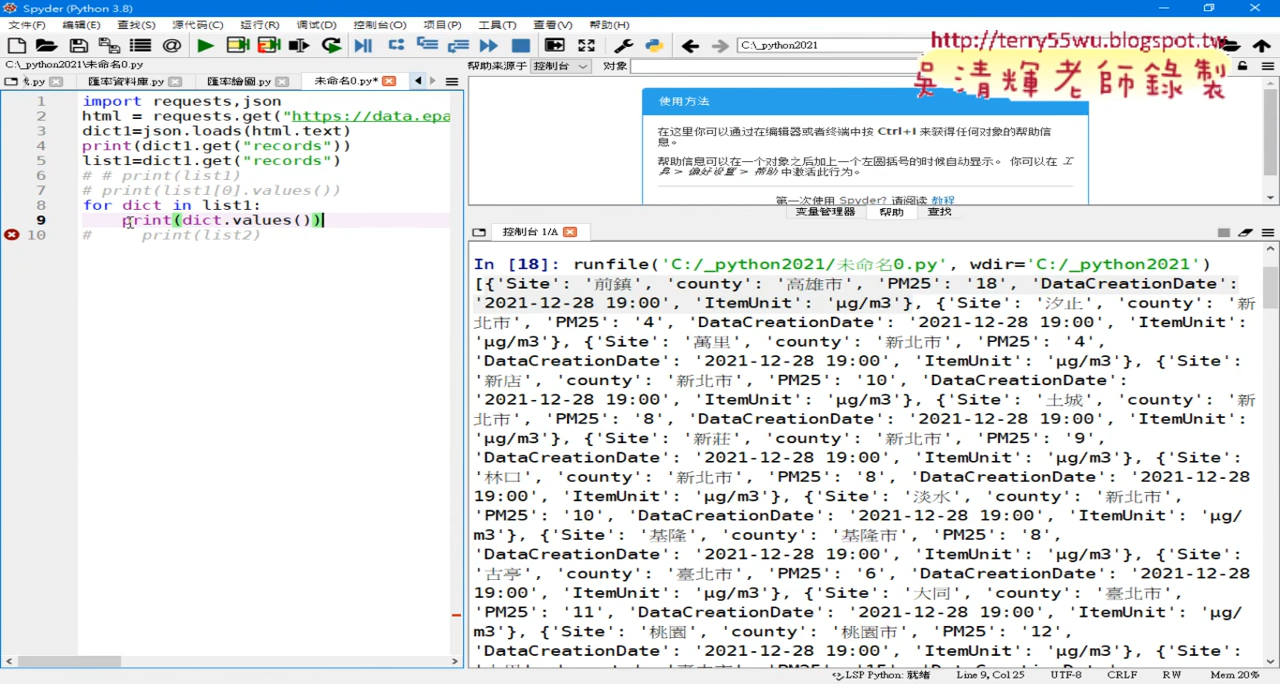 Spyder (Python 3.8)
文件(F) 编辑(E) 查找(S) 源代码(C) 运行(R) 调试(D) 控制台(O) 项目(P) 工具(T) 查看(V) 帮助(H)
C:\_python2021
http://terry55wu.blogspot.tw
吳清輝老師錄製
C:\_python2021\未命名0.py
帮助来源于 控制台 对象
.py 匯率資料庫.py 匯率繪圖.py 未命名0.py*
1 import requests,json
2 html = requests.get("https://data.epa
3 dict1=json.loads(html.text)
4 print(dict1.get("records"))
5 list1=dict1.get("records")
6 # # print(list1)
7 # print(list1[0].values())
8 for dict in list1:
9 print(dict.values())
10 # print(list2)
使用方法
在这里你可以通过在编辑器或者终端中按 Ctrl+I 来获得任何对象的帮助信
息。
帮助信息可以在一个对象之后加上一个左圆括号的时候自动显示。 你可以在 工
具 > 偏好设置 > 帮助 中激活此行为。
第一次使用 Spyder? 请阅读 教程
变量管理器 帮助 查找
控制台 1/A
In [18]: runfile('C:/_python2021/未命名0.py', wdir='C:/_python2021')
[{'Site': '前鎮', 'county': '高雄市', 'PM25': '18', 'DataCreationDate':
'2021-12-28 19:00', 'ItemUnit': 'μg/m3'}, {'Site': '汐止', 'county': '新
北市', 'PM25': '4', 'DataCreationDate': '2021-12-28 19:00', 'ItemUnit':
'μg/m3'}, {'Site': '萬里', 'county': '新北市', 'PM25': '4',
'DataCreationDate': '2021-12-28 19:00', 'ItemUnit': 'μg/m3'}, {'Site':
'新店', 'county': '新北市', 'PM25': '10', 'DataCreationDate':
'2021-12-28 19:00', 'ItemUnit': 'μg/m3'}, {'Site': '土城', 'county': '新
北市', 'PM25': '8', 'DataCreationDate': '2021-12-28 19:00', 'ItemUnit':
'μg/m3'}, {'Site': '新莊', 'county': '新北市', 'PM25': '9',
'DataCreationDate': '2021-12-28 19:00', 'ItemUnit': 'μg/m3'}, {'Site':
'林口', 'county': '新北市', 'PM25': '8', 'DataCreationDate': '2021-12-28
19:00', 'ItemUnit': 'μg/m3'}, {'Site': '淡水', 'county': '新北市',
'PM25': '10', 'DataCreationDate': '2021-12-28 19:00', 'ItemUnit': 'μg/
m3'}, {'Site': '基隆', 'county': '基隆市', 'PM25': '8',
'DataCreationDate': '2021-12-28 19:00', 'ItemUnit': 'μg/m3'}, {'Site':
'古亭', 'county': '臺北市', 'PM25': '6', 'DataCreationDate': '2021-12-28
19:00', 'ItemUnit': 'μg/m3'}, {'Site': '大同', 'county': '臺北市',
'PM25': '11', 'DataCreationDate': '2021-12-28 19:00', 'ItemUnit': 'μg/
m3'}, {'Site': '桃園', 'county': '桃園市', 'PM25': '12',
'DataCreationDate': '2021-12-28 19:00', 'ItemUnit': 'μg/m3'}, {'Site':
LSP Python: 就绪 Line 9, Col 25 UTF-8 CRLF RW Mem 20%